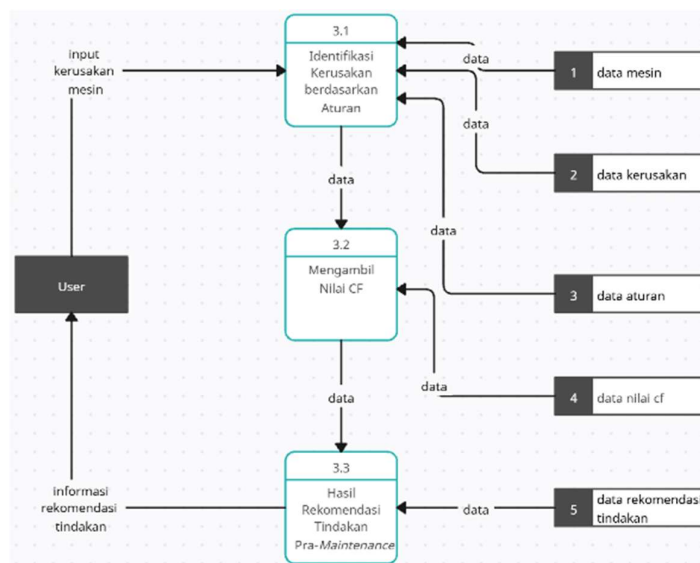 3.1
Identifikasi
Kerusakan
berdasarkan
Aturan
input
kerusakan
mesin
data
1 data mesin
data
2 data kerusakan
data
3.2
Mengambil
Nilai CF
data
3 data aturan
User
data
4 data nilai cf
data
3.3
Hasil
Rekomendasi
Tindakan
Pra-Maintenance
informasi
rekomendasi
tindakan
data
5 data rekomendasi
tindakan